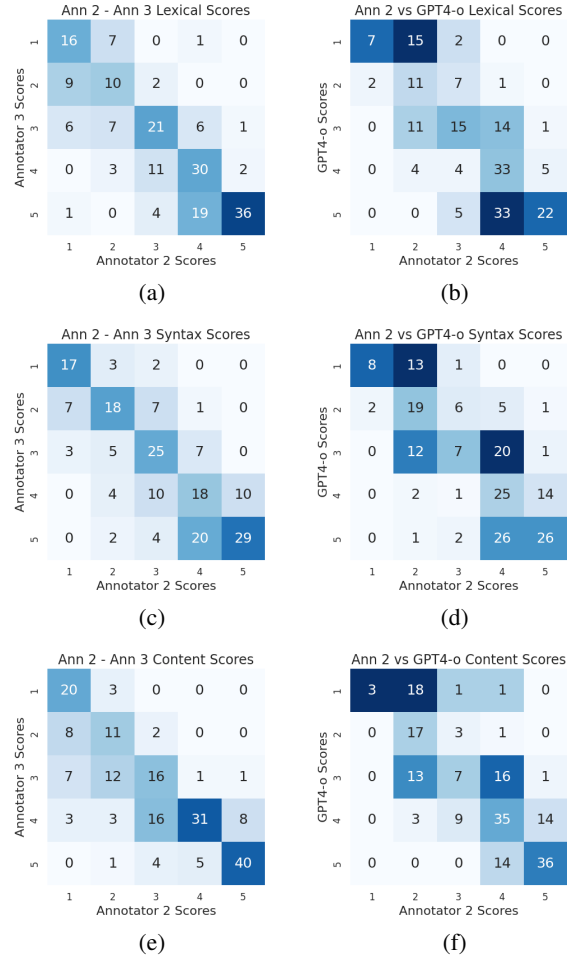 Ann 2 - Ann 3 Lexical Scores
Annotator 3 Scores
1 16 7 0 1 0
2 9 10 2 0 0
3 6 7 21 6 1
4 0 3 11 30 2
5 1 0 4 19 36
1 2 3 4 5
Annotator 2 Scores
(a)
Ann 2 vs GPT4-o Lexical Scores
GPT4-o Scores
1 7 15 2 0 0
2 2 11 7 1 0
3 0 11 15 14 1
4 0 4 4 33 5
5 0 0 5 33 22
1 2 3 4 5
Annotator 2 Scores
(b)
Ann 2 - Ann 3 Syntax Scores
Annotator 3 Scores
1 17 3 2 0 0
2 7 18 7 1 0
3 3 5 25 7 0
4 0 4 10 18 10
5 0 2 4 20 29
1 2 3 4 5
Annotator 2 Scores
(c)
Ann 2 vs GPT4-o Syntax Scores
GPT4-o Scores
1 8 13 1 0 0
2 2 19 6 5 1
3 0 12 7 20 1
4 0 2 1 25 14
5 0 1 2 26 26
1 2 3 4 5
Annotator 2 Scores
(d)
Ann 2 - Ann 3 Content Scores
Annotator 3 Scores
1 20 3 0 0 0
2 8 11 2 0 0
3 7 12 16 1 1
4 3 3 16 31 8
5 0 1 4 5 40
1 2 3 4 5
Annotator 2 Scores
(e)
Ann 2 vs GPT4-o Content Scores
GPT4-o Scores
1 3 18 1 1 0
2 0 17 3 1 0
3 0 13 7 16 1
4 0 3 9 35 14
5 0 0 0 14 36
1 2 3 4 5
Annotator 2 Scores
(f)